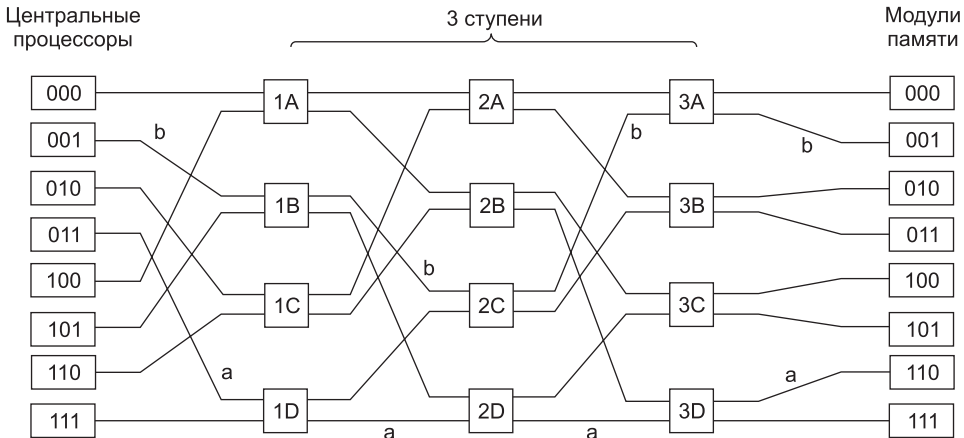 Центральные
процессоры
3 ступени
Модули
памяти
000
1A
2A
3A
000
001
b
b
b
001
010
1B
2B
3B
010
011
011
b
100
1C
2C
3C
100
101
101
110
a
a
110
111
1D
2D
3D
111
a
a